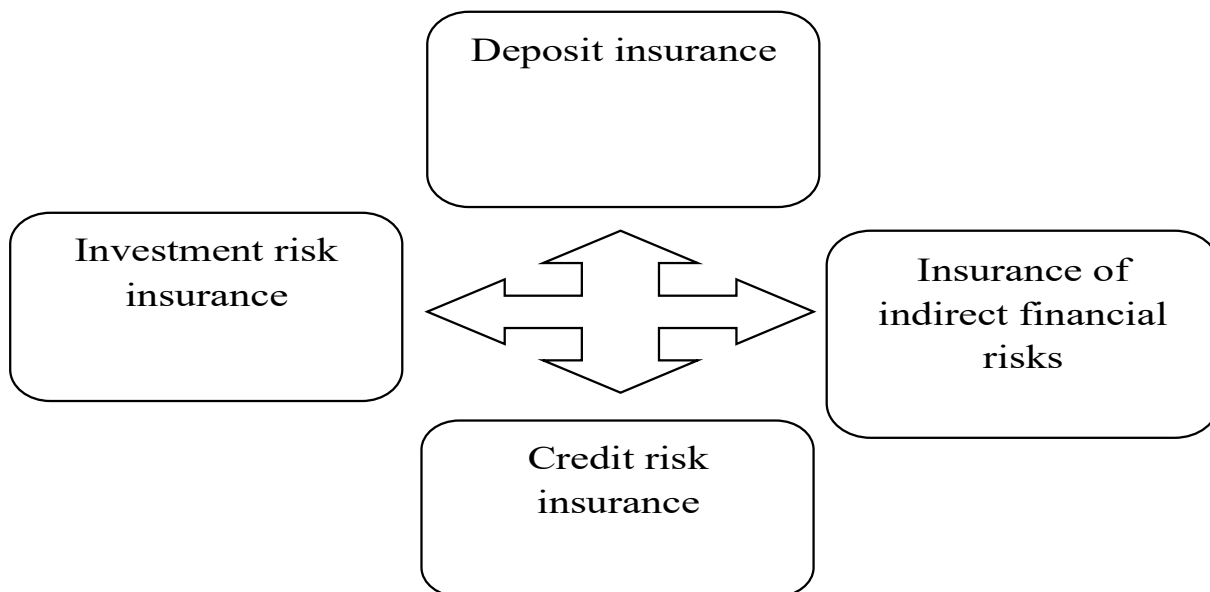 Deposit insurance
Investment risk
insurance
Insurance of
indirect financial
risks
Credit risk
insurance